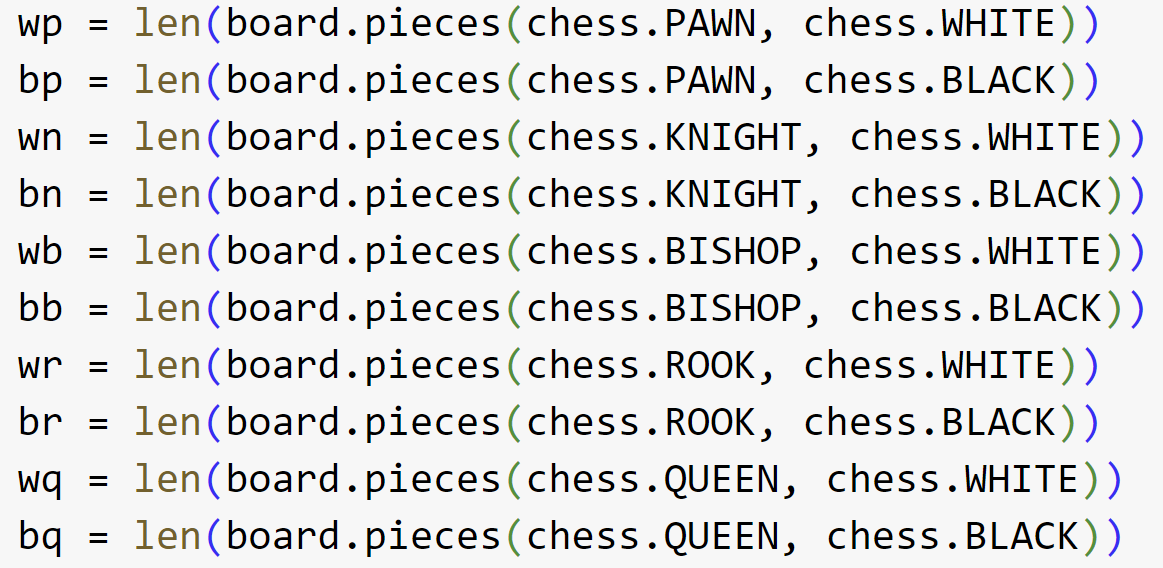 wp = len(board.pieces(chess.PAWN, chess.WHITE))
bp = len(board.pieces(chess.PAWN, chess.BLACK))
wn = len(board.pieces(chess.KNIGHT, chess.WHITE))
bn = len(board.pieces(chess.KNIGHT, chess.BLACK))
wb = len(board.pieces(chess.BISHOP, chess.WHITE))
bb = len(board.pieces(chess.BISHOP, chess.BLACK))
wr = len(board.pieces(chess.ROOK, chess.WHITE))
br = len(board.pieces(chess.ROOK, chess.BLACK))
wq = len(board.pieces(chess.QUEEN, chess.WHITE))
bq = len(board.pieces(chess.QUEEN, chess.BLACK))